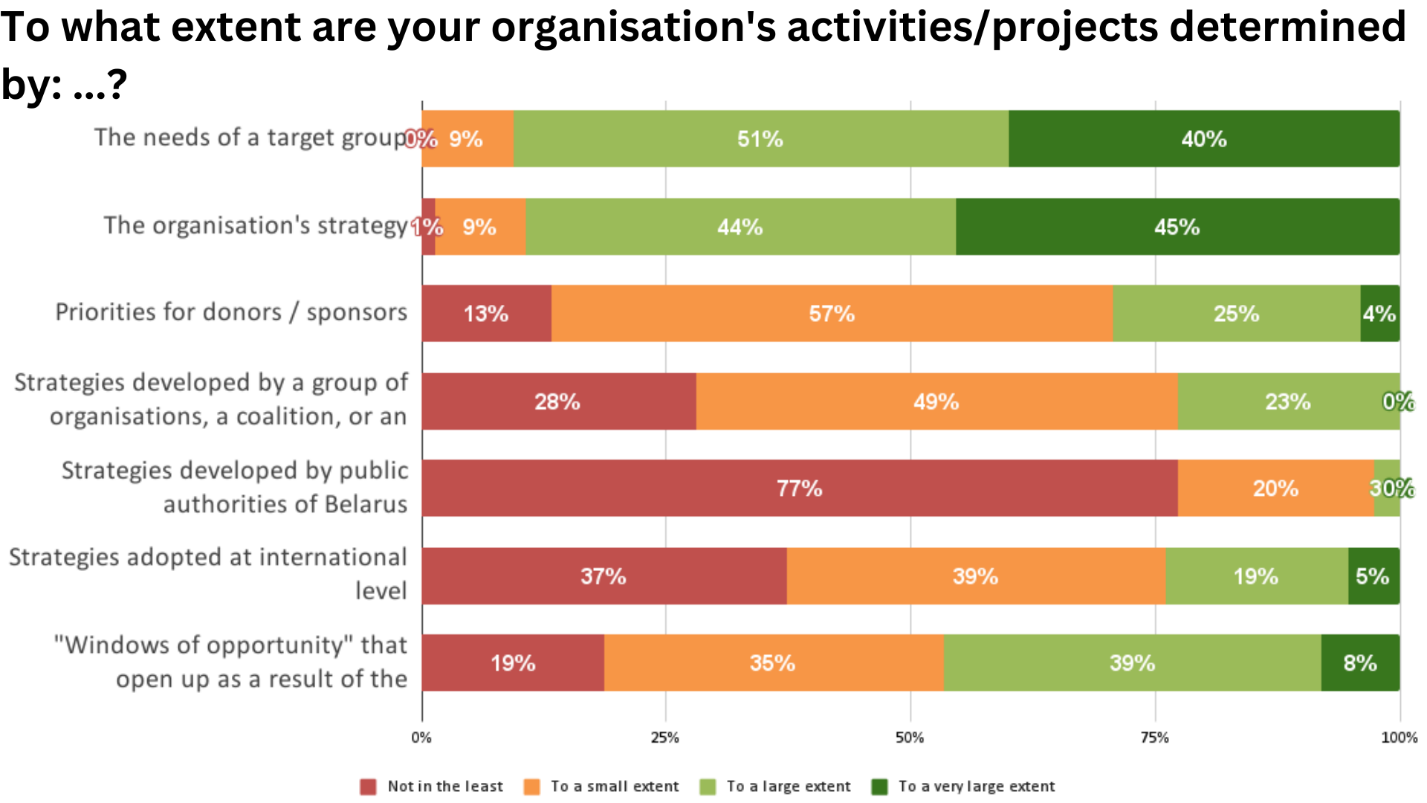 To what extent are your organisation's activities/projects determined
by: ...?
The needs of a target group 0% 9% 51% 40%
The organisation's strategy 1% 9% 44% 45%
Priorities for donors / sponsors 13% 57% 25% 4%
Strategies developed by a group of
organisations, a coalition, or an 28% 49% 23% 0%
Strategies developed by public
authorities of Belarus 77% 20% 3% 0%
Strategies adopted at international
level 37% 39% 19% 5%
"Windows of opportunity" that
open up as a result of the 19% 35% 39% 8%
0% 25% 50% 75% 100%
Not in the least To a small extent To a large extent To a very large extent